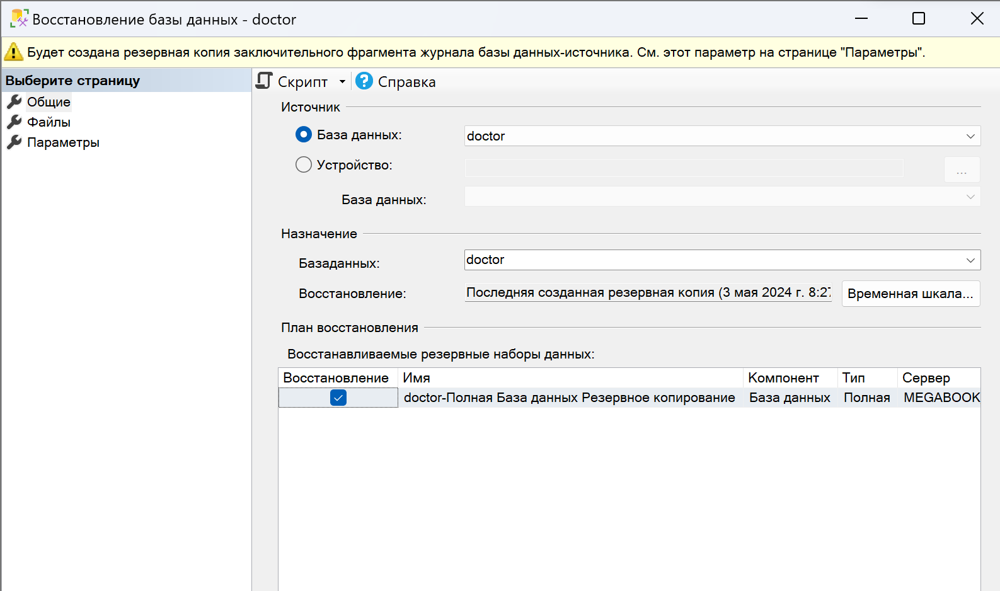 Восстановление базы данных - doctor
Будет создана резервная копия заключительного фрагмента журнала базы данных-источника. См. этот параметр на странице "Параметры".
Выберите страницу
Общие
Файлы
Параметры
Скрипт
Справка
Источник
База данных:
doctor
Устройство:
...
База данных:
Назначение
Базаданных:
doctor
Восстановление:
Последняя созданная резервная копия (3 мая 2024 г. 8:27
Временная шкала...
План восстановления
Восстанавливаемые резервные наборы данных:
Восстановление Имя Компонент Тип Сервер
doctor-Полная База данных Резервное копирование База данных Полная MEGABOOK